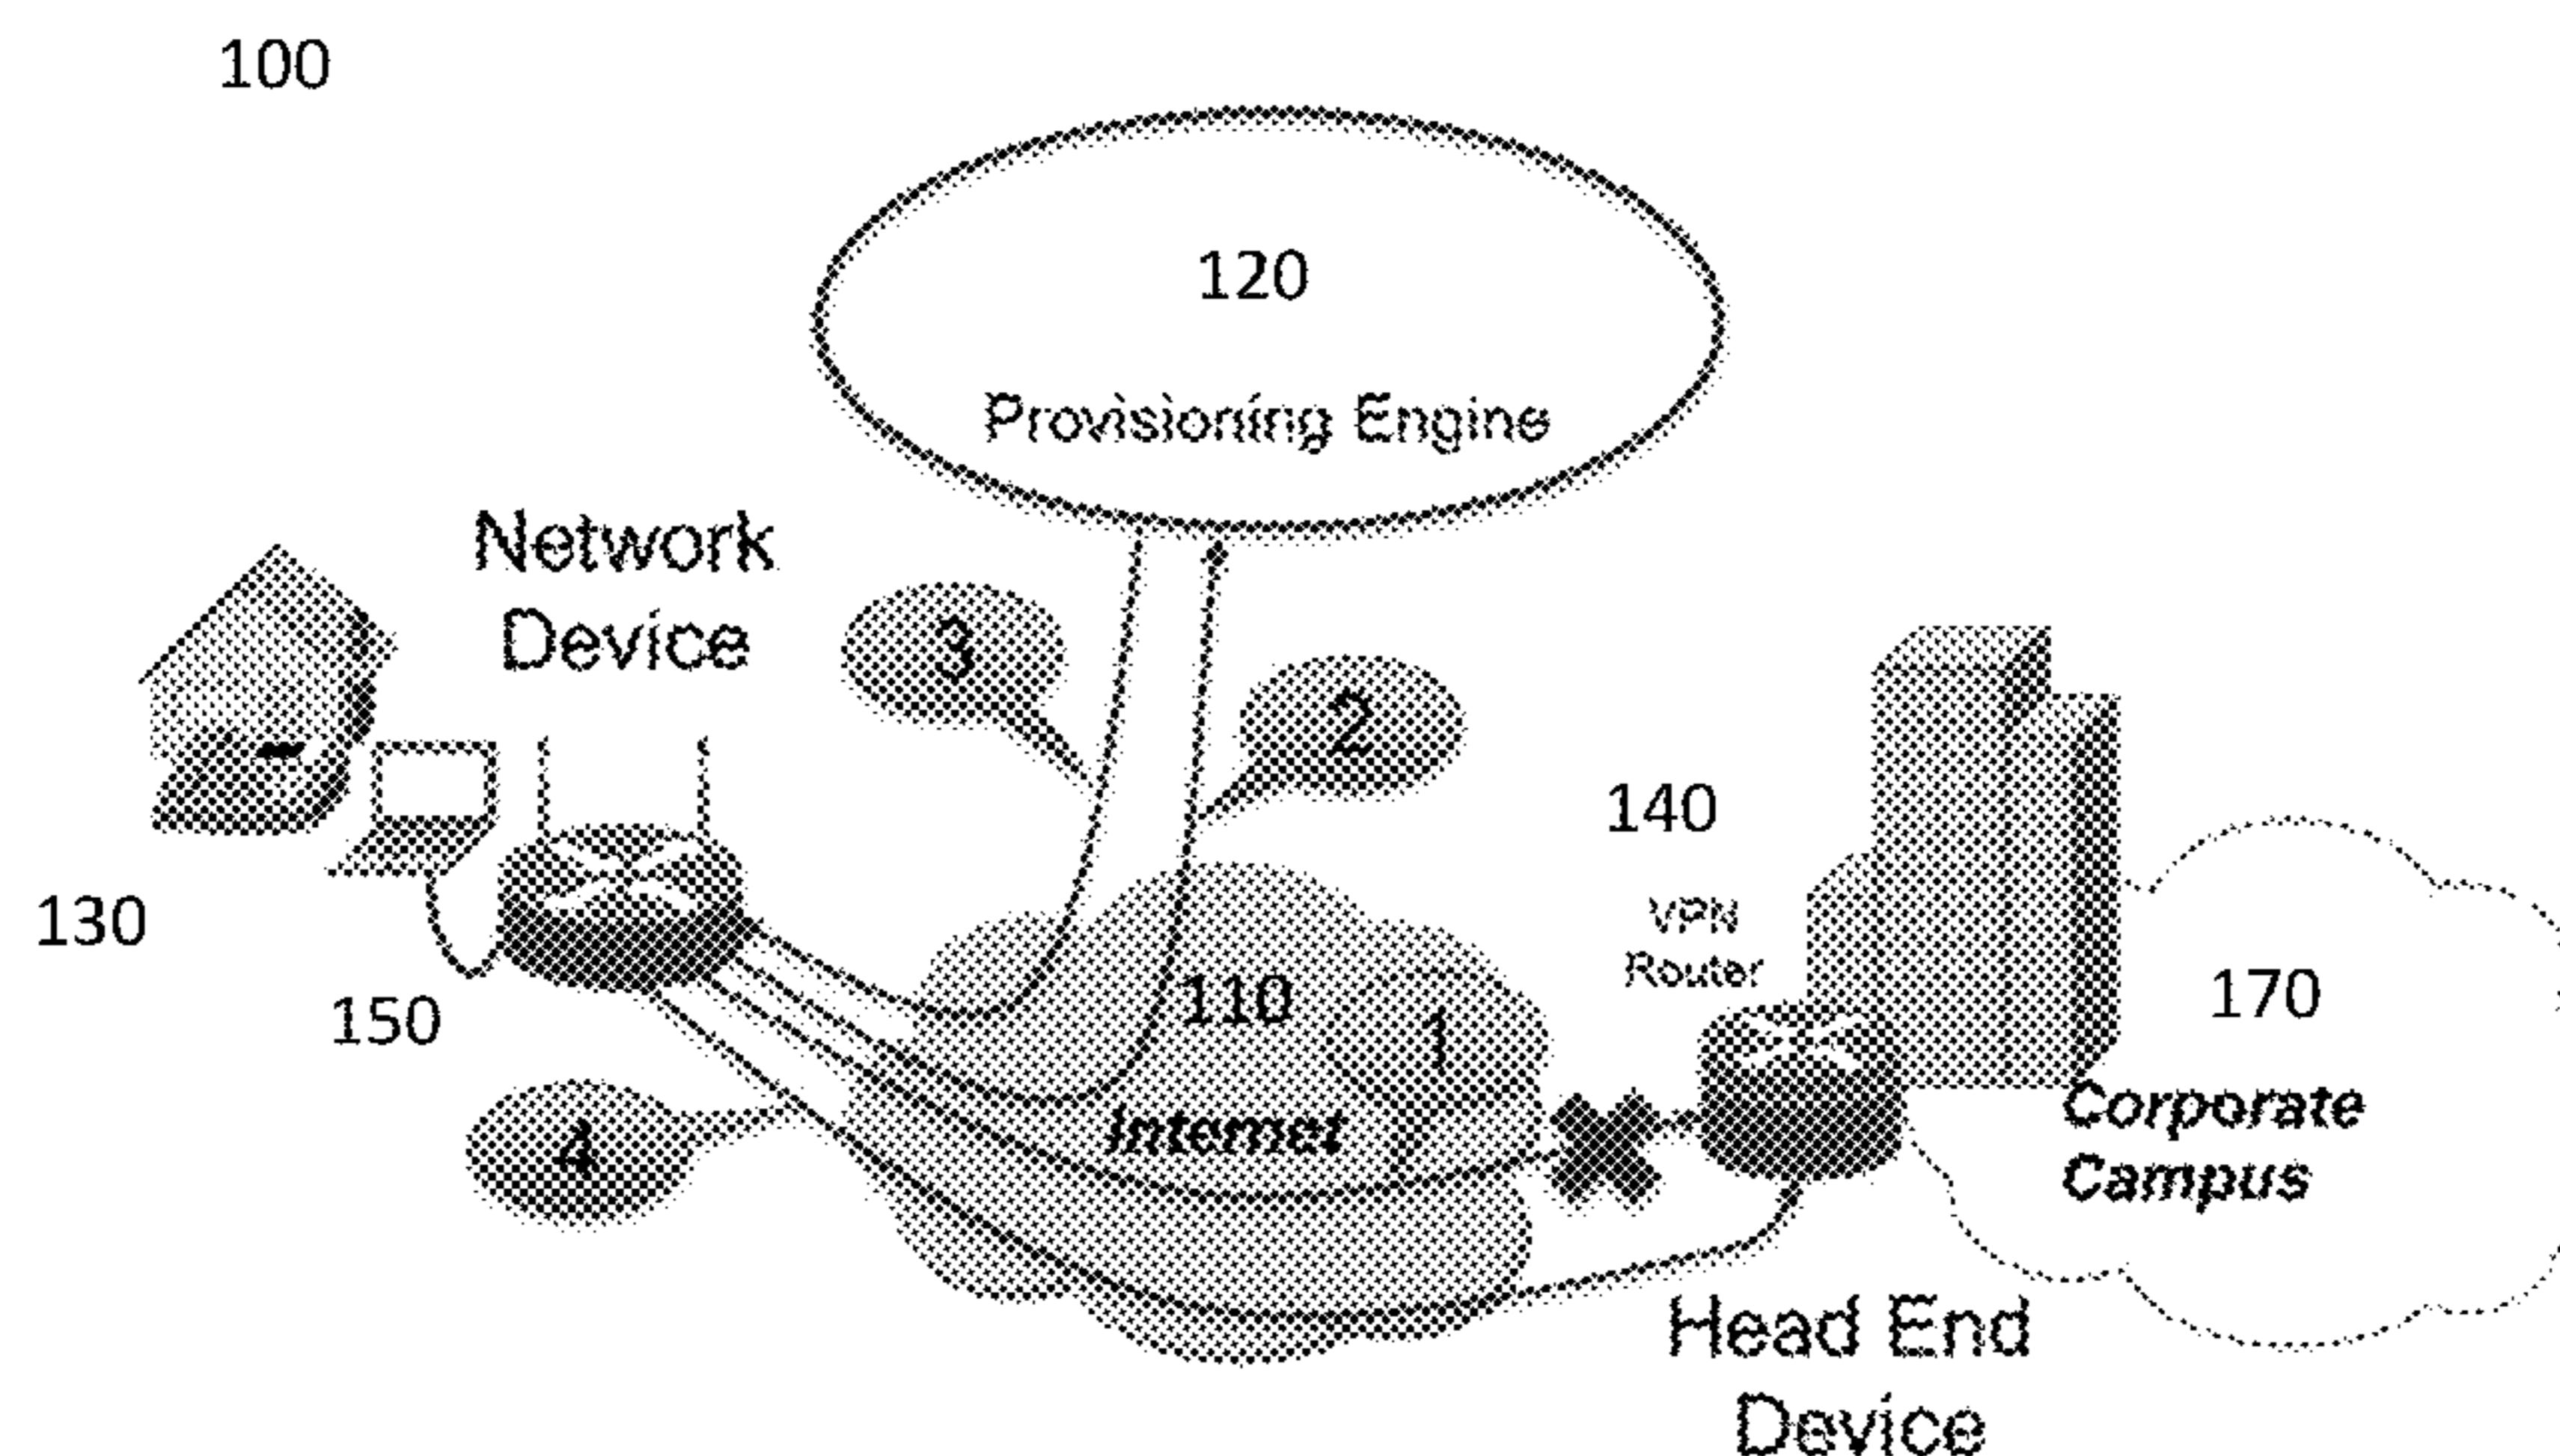 100
120
Provisioning Engine
Network
Device
3
2
140
VPN
Router
130
150
110
1
170
Internet
4
Corporate
Campus
Head End
Device